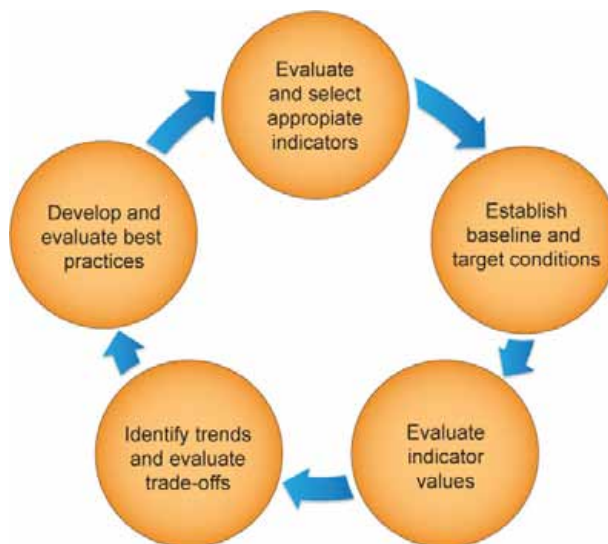 Evaluate
and select
appropiate
indicators
Establish
baseline and
target conditions
Evaluate
indicator
values
Identify trends
and evaluate
trade-offs
Develop and
evaluate best
practices